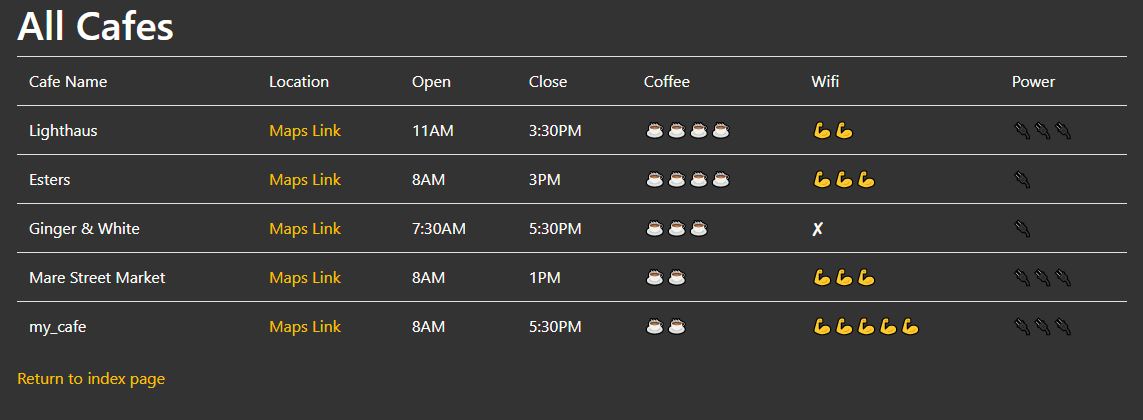 All Cafes
Cafe Name Location Open Close Coffee Wifi Power
Lighthaus Maps Link 11AM 3:30PM ☕☕☕☕ 💪💪 🔌🔌🔌
Esters Maps Link 8AM 3PM ☕☕☕☕ 💪💪💪 🔌
Ginger & White Maps Link 7:30AM 5:30PM ☕☕☕ ✘ 🔌
Mare Street Market Maps Link 8AM 1PM ☕☕ 💪💪💪 🔌🔌🔌
my_cafe Maps Link 8AM 5:30PM ☕☕ 💪💪💪💪💪 🔌🔌🔌
Return to index page